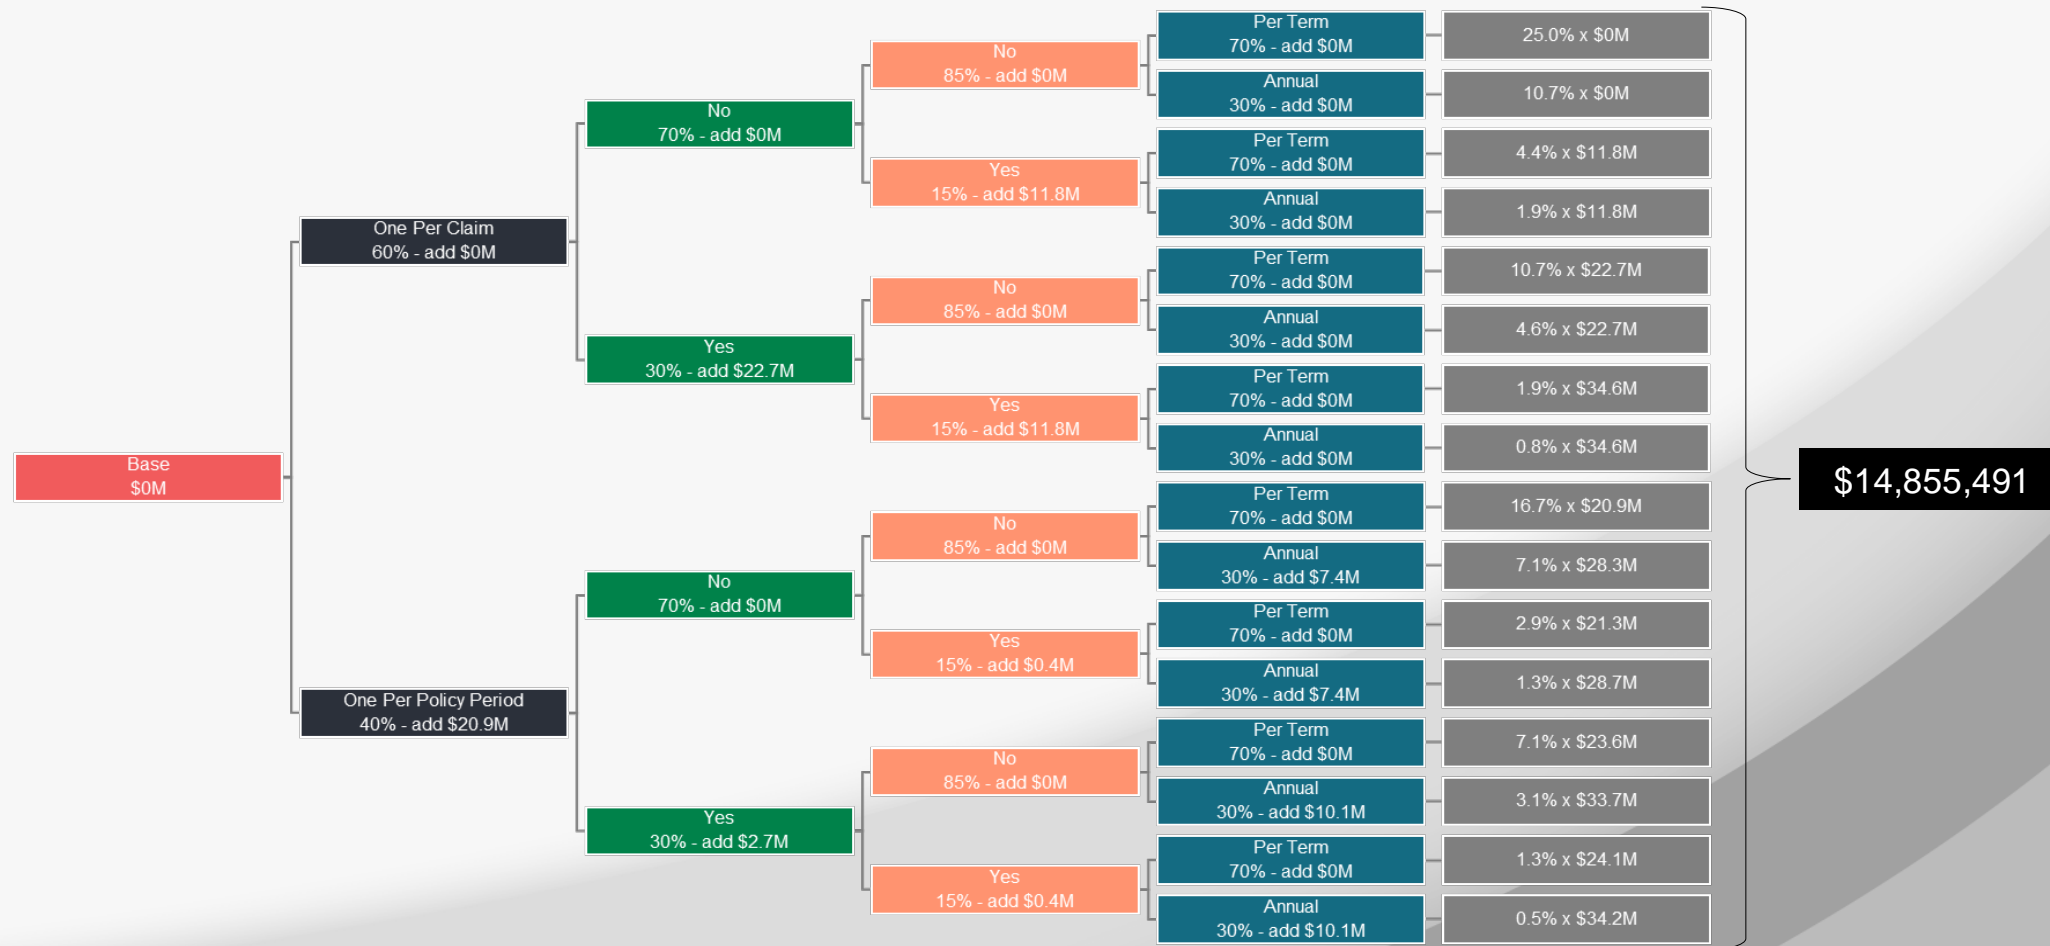 Base
$0M
One Per Claim
60% - add $0M
One Per Policy Period
40% - add $20.9M
No
70% - add $0M
Yes
30% - add $22.7M
No
70% - add $0M
Yes
30% - add $2.7M
No
85% - add $0M
Yes
15% - add $11.8M
No
85% - add $0M
Yes
15% - add $11.8M
No
85% - add $0M
Yes
15% - add $0.4M
No
85% - add $0M
Yes
15% - add $0.4M
Per Term
70% - add $0M
Annual
30% - add $0M
Per Term
70% - add $0M
Annual
30% - add $0M
Per Term
70% - add $0M
Annual
30% - add $0M
Per Term
70% - add $0M
Annual
30% - add $0M
Per Term
70% - add $0M
Annual
30% - add $7.4M
Per Term
70% - add $0M
Annual
30% - add $7.4M
Per Term
70% - add $0M
Annual
30% - add $10.1M
Per Term
70% - add $0M
Annual
30% - add $10.1M
25.0% x $0M
10.7% x $0M
4.4% x $11.8M
1.9% x $11.8M
10.7% x $22.7M
4.6% x $22.7M
1.9% x $34.6M
0.8% x $34.6M
16.7% x $20.9M
7.1% x $28.3M
2.9% x $21.3M
1.3% x $28.7M
7.1% x $23.6M
3.1% x $33.7M
1.3% x $24.1M
0.5% x $34.2M
$14,855,491